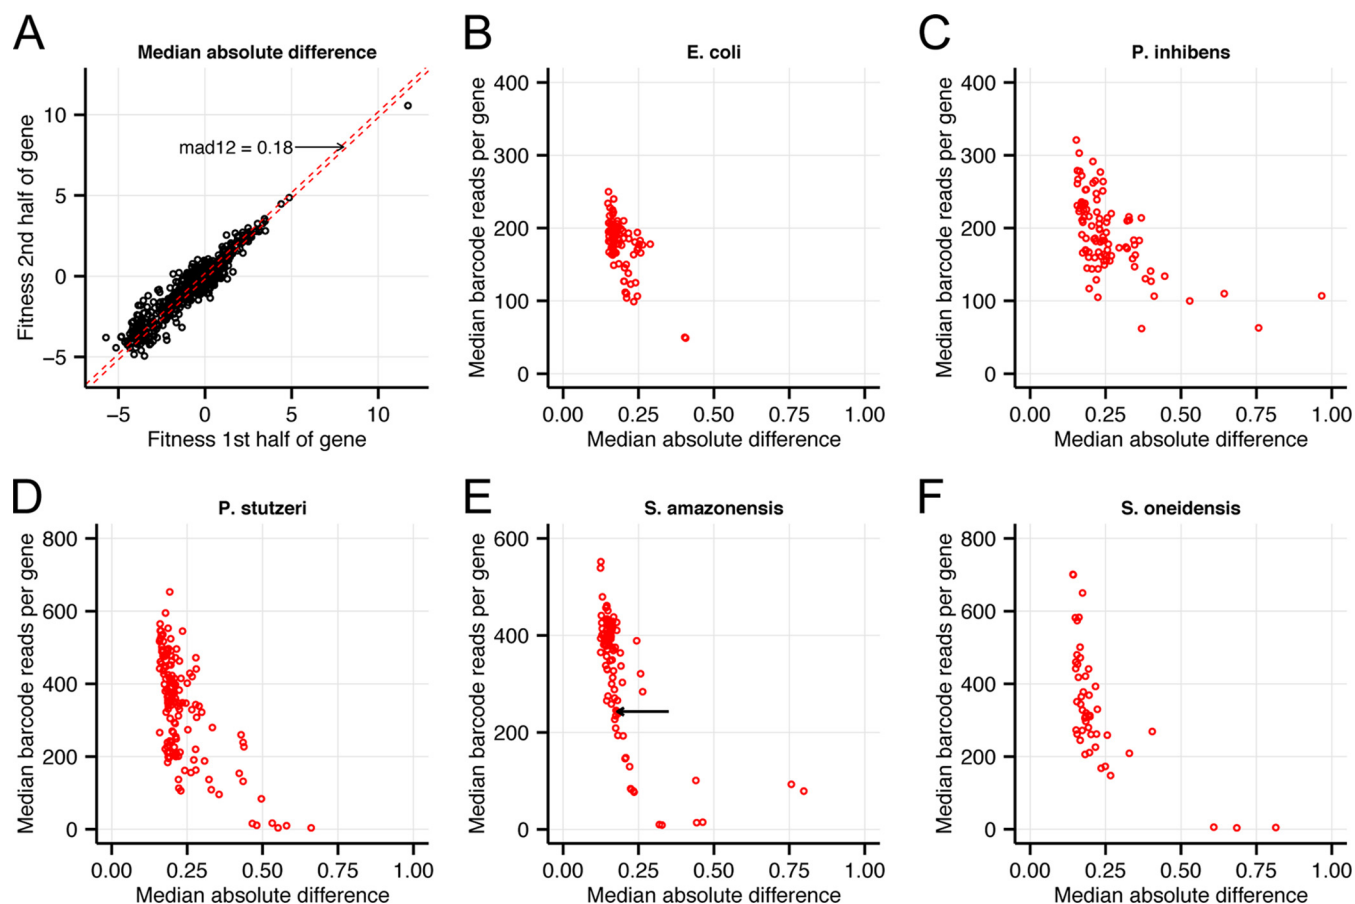 A
Median absolute difference
Fitness 2nd half of gene
10
5
0
−5
mad12 = 0.18
−5 0 5 10
Fitness 1st half of gene
B
E. coli
Median barcode reads per gene
400
300
200
100
0
0.00 0.25 0.50 0.75 1.00
Median absolute difference
C
P. inhibens
Median barcode reads per gene
400
300
200
100
0
0.00 0.25 0.50 0.75 1.00
Median absolute difference
D
P. stutzeri
Median barcode reads per gene
800
600
400
200
0
0.00 0.25 0.50 0.75 1.00
Median absolute difference
E
S. amazonensis
Median barcode reads per gene
600
400
200
0
0.00 0.25 0.50 0.75 1.00
Median absolute difference
F
S. oneidensis
Median barcode reads per gene
800
600
400
200
0
0.00 0.25 0.50 0.75 1.00
Median absolute difference